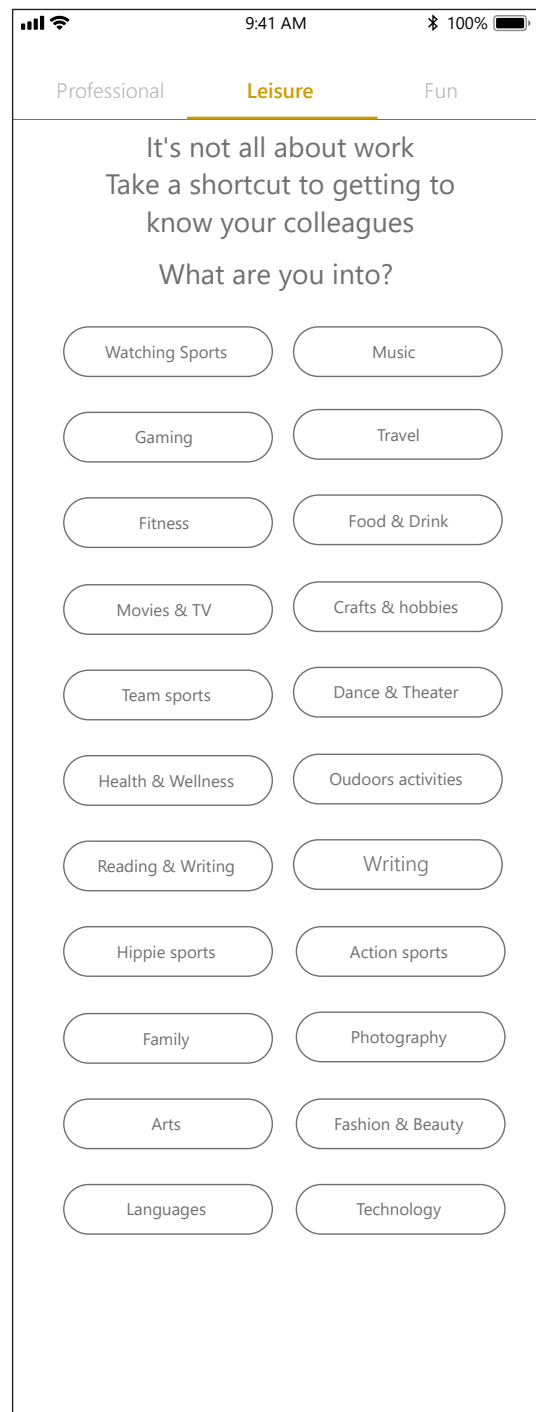 9:41 AM 100%
Professional Leisure Fun
It's not all about work
Take a shortcut to getting to
know your colleagues
What are you into?
Watching Sports Music
Gaming Travel
Fitness Food & Drink
Movies & TV Crafts & hobbies
Team sports Dance & Theater
Health & Wellness Oudoors activities
Reading & Writing Writing
Hippie sports Action sports
Family Photography
Arts Fashion & Beauty
Languages Technology